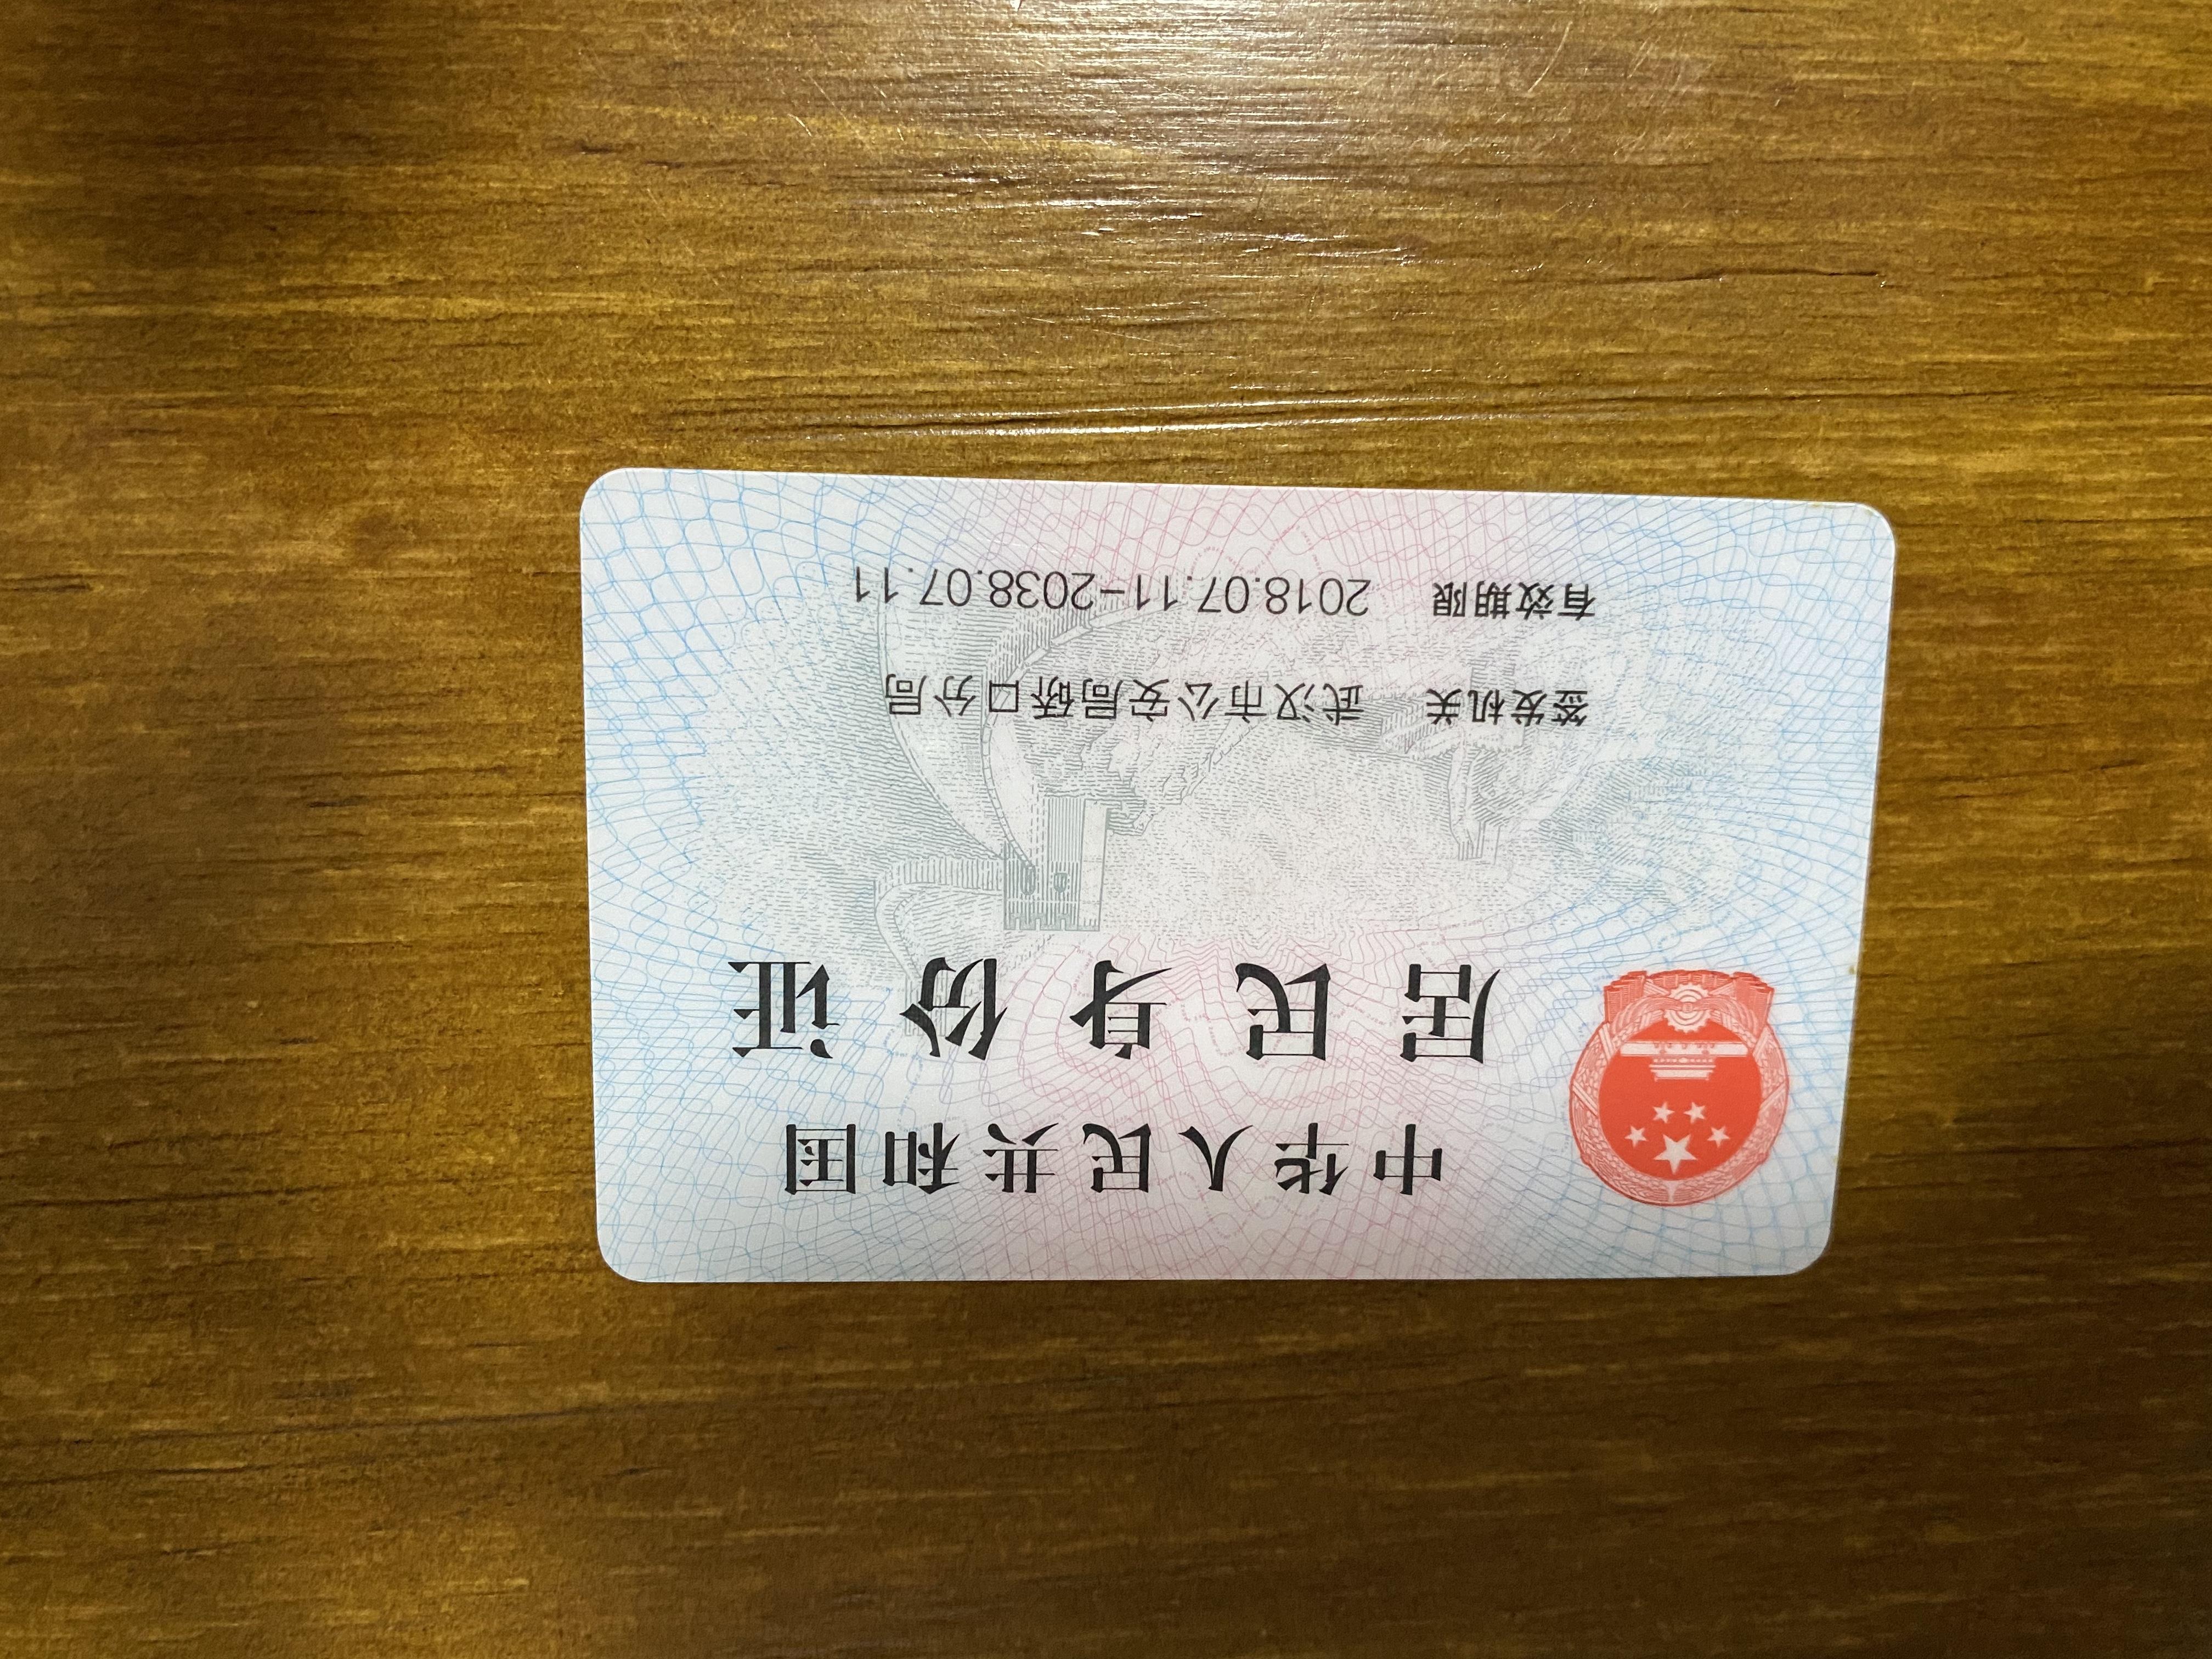 中华人民共和国
居民身份证
签发机关 武汉市公安局硚口分局
有效期限 2018.07.11-2038.07.11